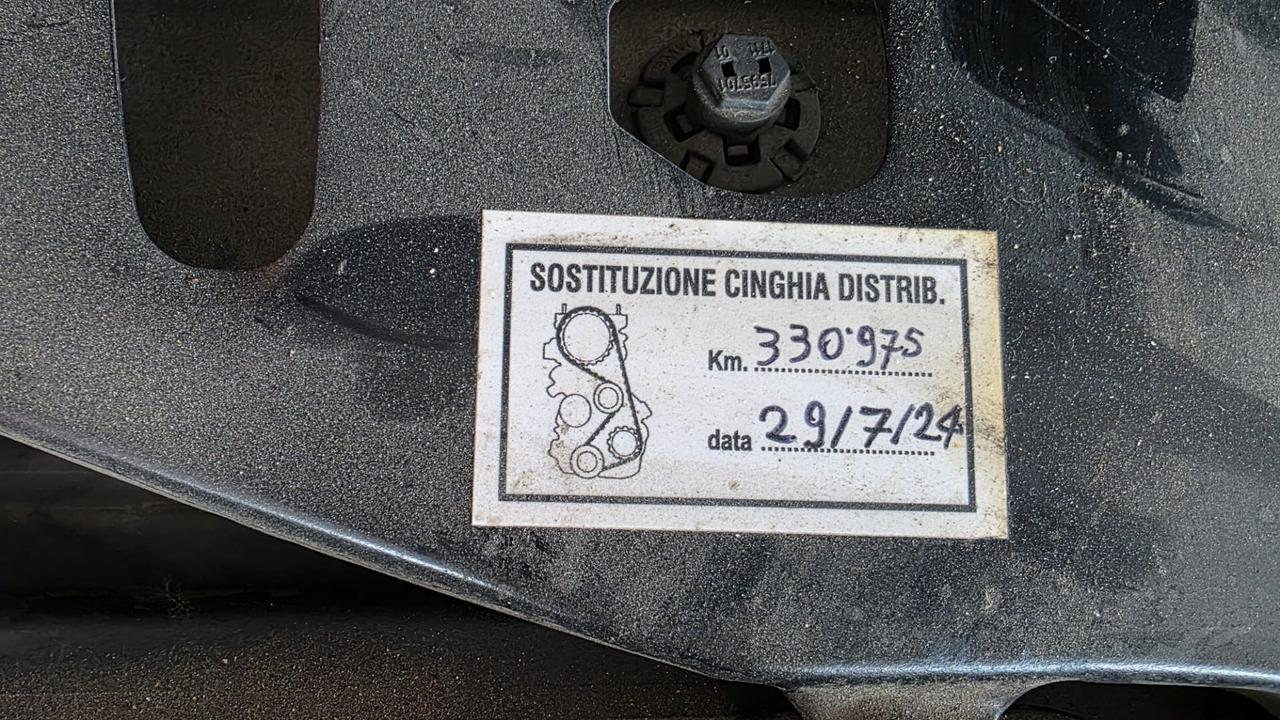 SOSTITUZIONE CINGHIA DISTRIB.
Km. 330.975
data 29/7/24